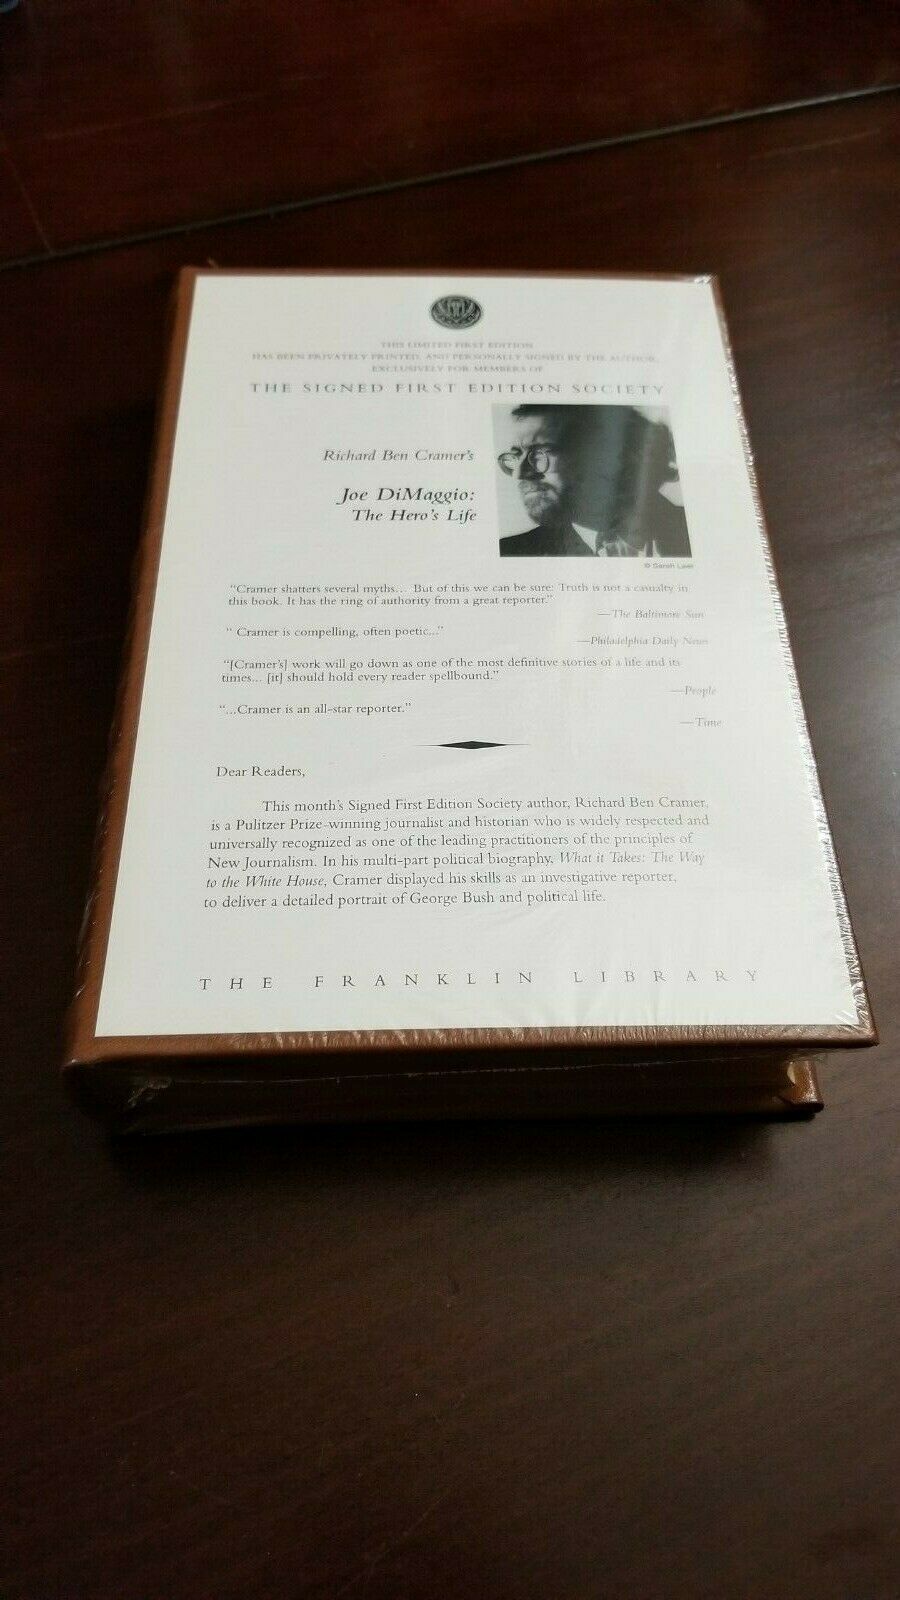 THIS LIMITED FIRST EDITION
HAS BEEN PRIVATELY PRINTED, AND PERSONALLY SIGNED BY THE AUTHOR,
EXCLUSIVELY FOR MEMBERS OF
THE SIGNED FIRST EDITION SOCIETY
Richard Ben Cramer's
Joe DiMaggio:
The Hero's Life
© Sarah Leen
“Cramer shatters several myths... But of this we can be sure: Truth is not a casualty in
this book. It has the ring of authority from a great reporter.”
—The Baltimore Sun
“ Cramer is compelling, often poetic...”
—Philadelphia Daily News
“[Cramer's] work will go down as one of the most definitive stories of a life and its
times... [it] should hold every reader spellbound.”
—People
“...Cramer is an all-star reporter.”
—Time
Dear Readers,
This month's Signed First Edition Society author, Richard Ben Cramer,
is a Pulitzer Prize-winning journalist and historian who is widely respected and
universally recognized as one of the leading practitioners of the principles of
New Journalism. In his multi-part political biography, What it Takes: The Way
to the White House, Cramer displayed his skills as an investigative reporter,
to deliver a detailed portrait of George Bush and political life.
THE FRANKLIN LIBRARY